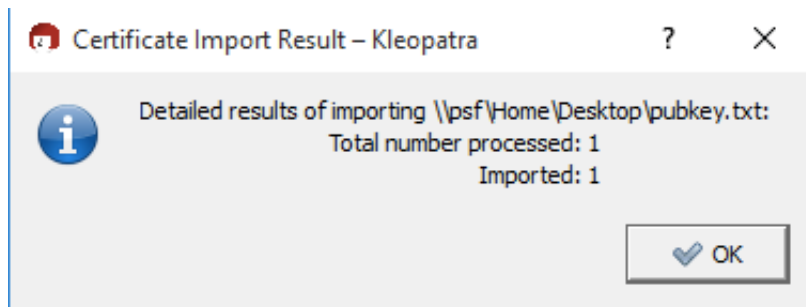 Certificate Import Result – Kleopatra ?
Detailed results of importing \\psf\Home\Desktop\pubkey.txt:
Total number processed: 1
Imported: 1
OK